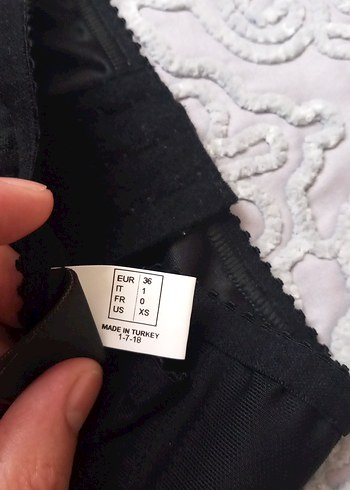 EUR 36
IT 1
FR 0
US XS
MADE IN TURKEY
1-7-18